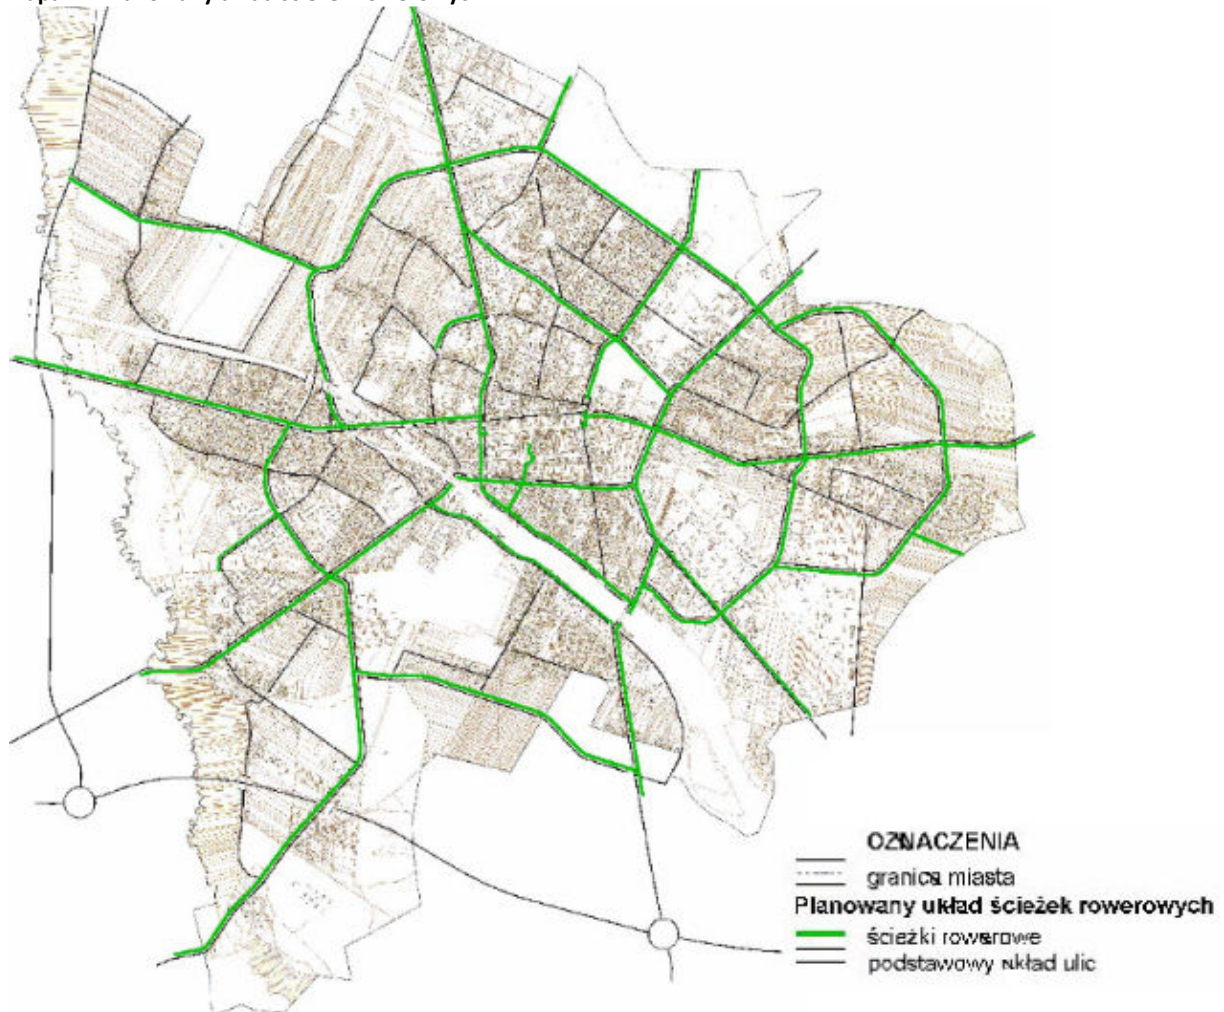 OZNACZENIA
granica miasta
Planowany układ ścieżek rowerowych
ścieżki rowerowe
podstawowy układ ulic